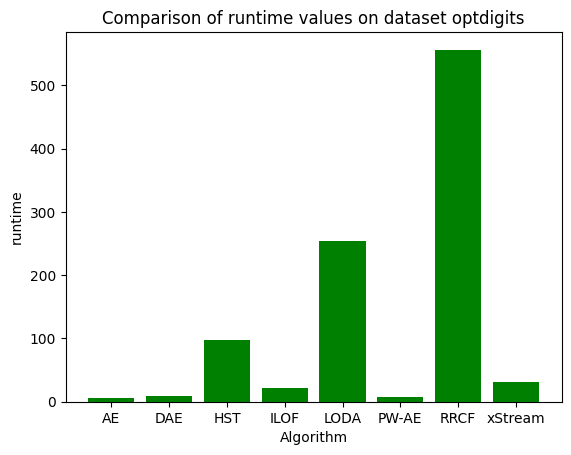 Comparison of runtime values on dataset optdigits
500
400
300
200
100
0
runtime
AE DAE HST ILOF LODA PW-AE RRCF xStream
Algorithm